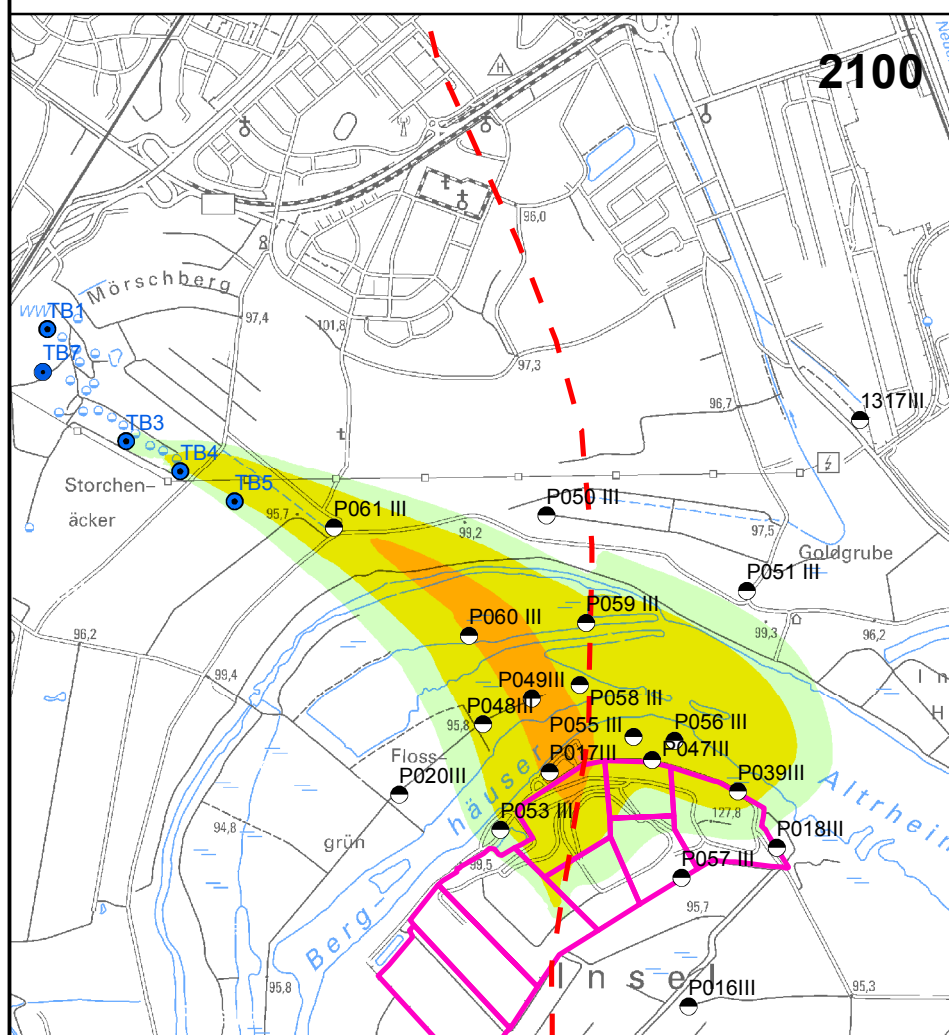 2100
H
96,0
Mörschberg
97,4
101,8
97,3
96,7
WW
TB1
TB7
TB3
TB4
TB5
1317III
Storchen-
äcker
95,7
P061 III
99,2
P050 III
97,5
Goldgrube
P051 III
99,3
96,2
96,2
P059 III
P060 III
99,4
I n
H
P049III
P048III
P058 III
95,8
P055 III
P056 III
P047III
P017III
Floss-
grün
P020III
P039III
Altrhein
127,8
94,8
P053 III
P018III
99,5
P057 III
Berg-
häuser
95,7
Insel
95,8
P016III
95,3